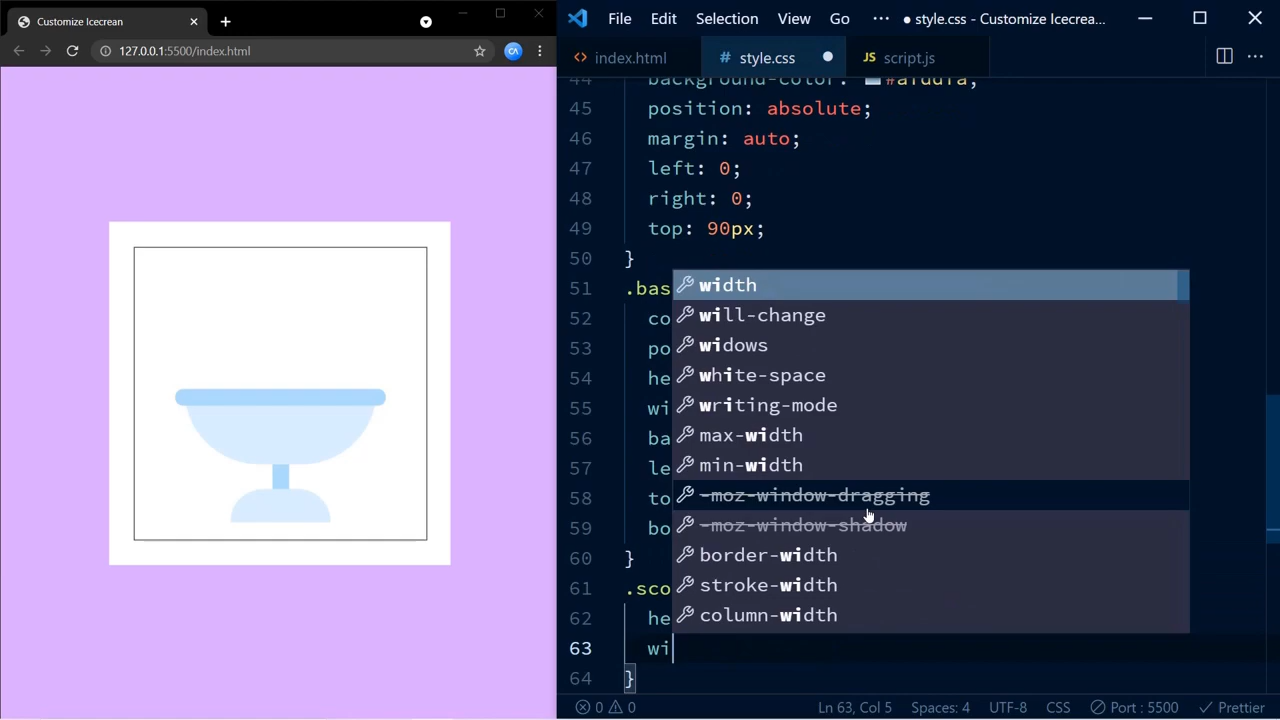 Customize Icecrean
127.0.0.1:5500/index.html
File Edit Selection View Go ··· ● style.css - Customize Icecrea...
<> index.html # style.css ● JS script.js
45 position: absolute;
46 margin: auto;
47 left: 0;
48 right: 0;
49 top: 90px;
50 }
51 .bas
52 co
53 po
54 he
55 wi
56 ba
57 le
58 to
59 bo
60 }
61 .sco
62 he
63 wi
64 }
width
will-change
widows
white-space
writing-mode
max-width
min-width
-moz-window-dragging
-moz-window-shadow
border-width
stroke-width
column-width
0 0 Ln 63, Col 5 Spaces: 4 UTF-8 CSS Port : 5500 Prettier